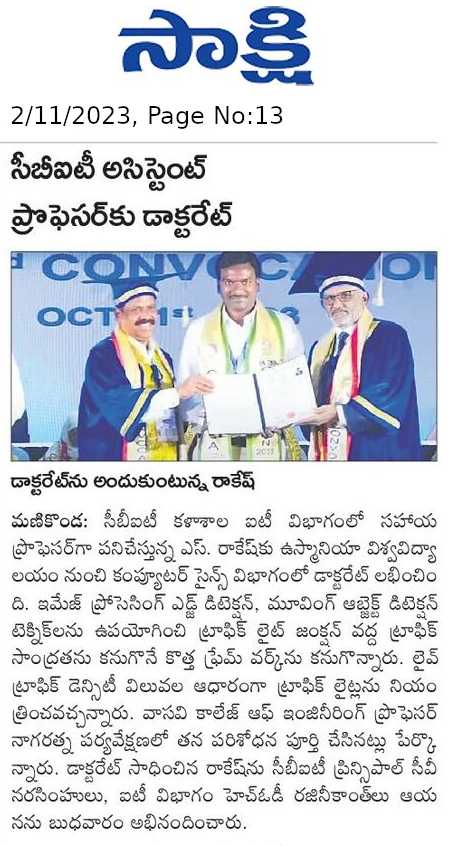 సాక్షి
2/11/2023, Page No:13
సీబీఐటీ అసిస్టెంట్
ప్రొఫెసర్‌కు డాక్టరేట్
CONVOCATION
OCT 1st
డాక్టరేట్‌ను అందుకుంటున్న రాకేష్
మణికొండ: సీబీఐటీ కళాశాల ఐటీ విభాగంలో సహాయ
ప్రొఫెసర్‌గా పనిచేస్తున్న ఎస్. రాకేష్‌కు ఉస్మానియా విశ్వవిద్యా
లయం నుంచి కంప్యూటర్ సైన్స్ విభాగంలో డాక్టరేట్ లభించిం
ది. ఇమేజ్ ప్రోసెసింగ్ ఎడ్జ్ డిటెక్షన్, మూవింగ్ ఆబ్జెక్ట్ డిటెక్షన్
టెక్నిక్‌లను ఉపయోగించి ట్రాఫిక్ లైట్ జంక్షన్ వద్ద ట్రాఫిక్
సాంద్రతను కనుగొనే కొత్త ఫ్రేమ్ వర్క్‌ను కనుగొన్నారు. లైవ్
ట్రాఫిక్ డెన్సిటీ విలువల ఆధారంగా ట్రాఫిక్ లైట్లను నియం
త్రించవచ్చన్నారు. వాసవి కాలేజ్ ఆఫ్ ఇంజినీరింగ్ ప్రొఫెసర్
నాగరత్న పర్యవేక్షణలో తన పరిశోధన పూర్తి చేసినట్లు పేర్కొ
న్నారు. డాక్టరేట్ సాధించిన రాకేష్‌ను సీబీఐటీ ప్రిన్సిపాల్ సీవీ
నరసింహులు, ఐటీ విభాగం హెచ్ఓడీ రజినీకాంత్‌లు ఆయ
నను బుధవారం అభినందించారు.